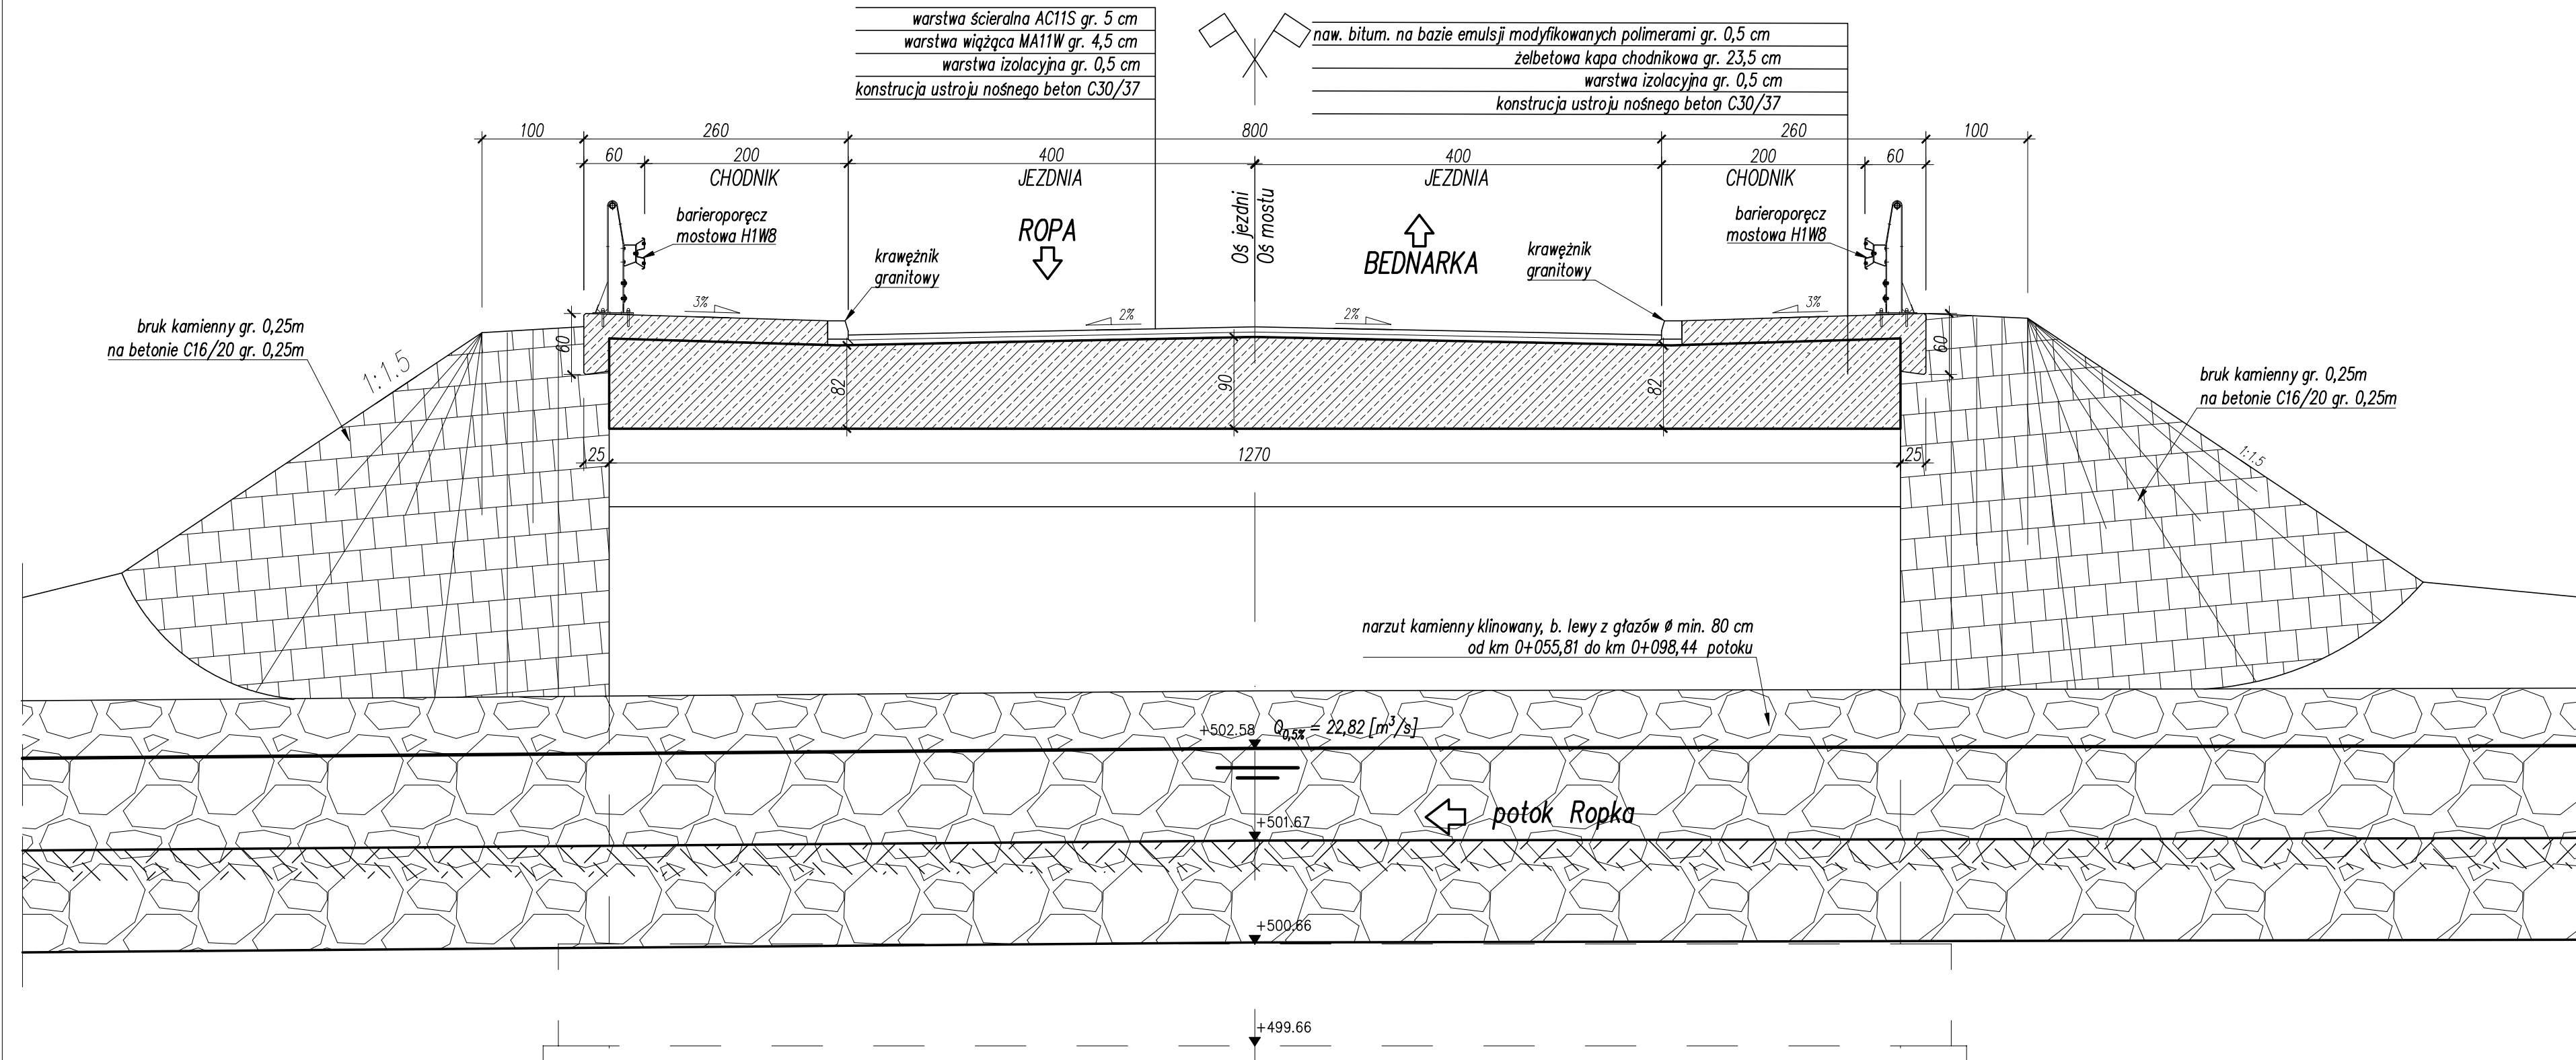 warstwa ścieralna AC11S gr. 5 cm
warstwa wiążąca MA11W gr. 4,5 cm
warstwa izolacyjna gr. 0,5 cm
konstrucja ustroju nośnego beton C30/37
naw. bitum. na bazie emulsji modyfikowanych polimerami gr. 0,5 cm
żelbetowa kapa chodnikowa gr. 23,5 cm
warstwa izolacyjna gr. 0,5 cm
konstrucja ustroju nośnego beton C30/37
100 260 800 260 100
60 200 400 400 200 60
CHODNIK JEZDNIA JEZDNIA CHODNIK
Oś jezdni
Oś mostu
barieroporęcz
mostowa H1W8
ROPA
BEDNARKA
barieroporęcz
mostowa H1W8
krawężnik
granitowy
krawężnik
granitowy
3% 2% 2% 3%
bruk kamienny gr. 0,25m
na betonie C16/20 gr. 0,25m
1:1.5
60 82 90 82 60
bruk kamienny gr. 0,25m
na betonie C16/20 gr. 0,25m
1:1.5
25 1270 25
narzut kamienny klinowany, b. lewy z głazów ø min. 80 cm
od km 0+055,81 do km 0+098,44 potoku
+502.58 Q0,5% = 22,82 [m³/s]
potok Ropka
+501.67
+500.66
+499.66